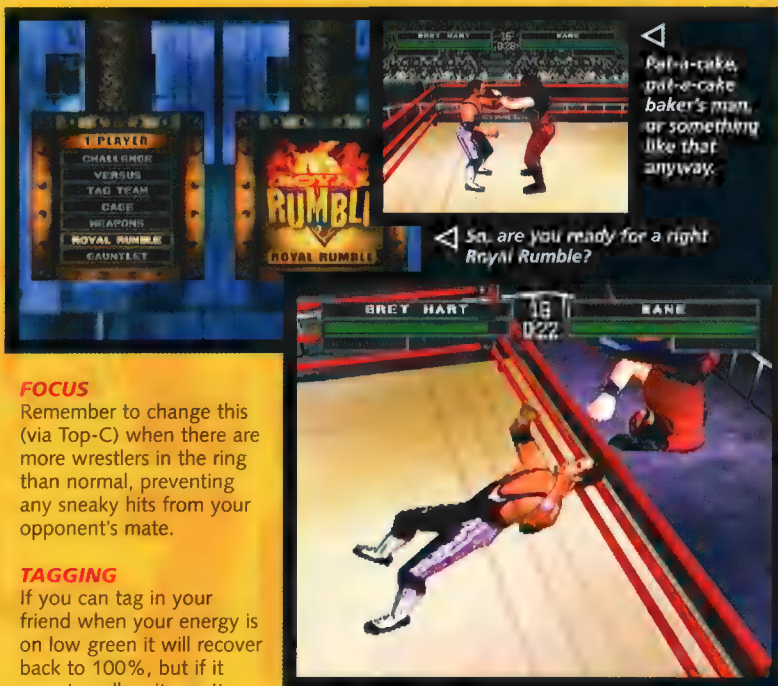 1 PLAYER
CHALLENGE
VERSUS
TAG TEAM
CAGE
WEAPONS
ROYAL RUMBLE
GAUNTLET
ROYAL
RUMBL
ROYAL RUMBLE
BRET HART
KANE
Pat-a-cake,
pat-a-cake
baker's man,
or something
like that
anyway.
So, are you ready for a right
Royal Rumble?
BRET HART
18
0:22
KANE
FOCUS
Remember to change this
(via Top-C) when there are
more wrestlers in the ring
than normal, preventing
any sneaky hits from your
opponent's mate.
TAGGING
If you can tag in your
friend when your energy is
on low green it will recover
back to 100%, but if it